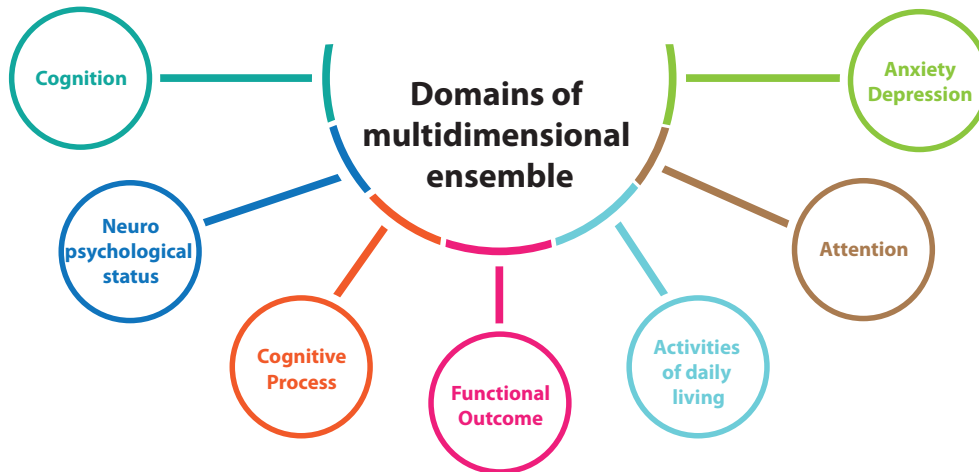 Domains of
multidimensional
ensemble
Cognition
Neuro
psychological
status
Cognitive
Process
Functional
Outcome
Activities
of daily
living
Attention
Anxiety
Depression